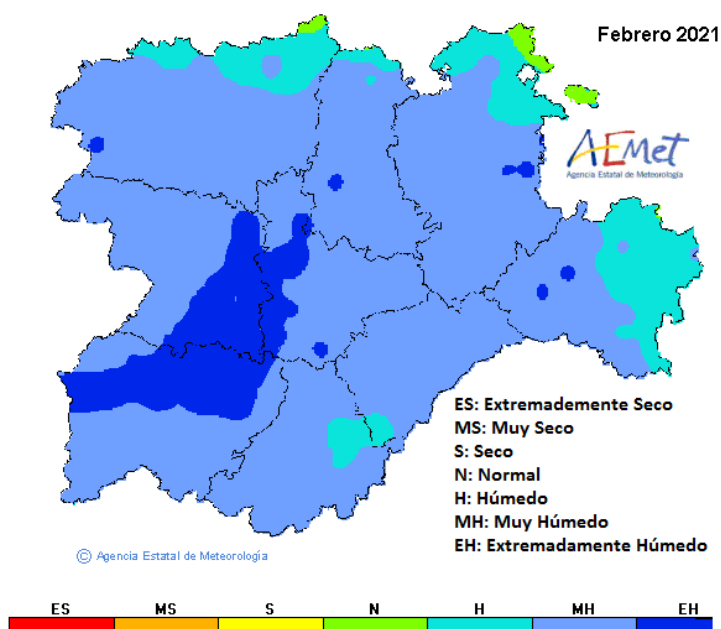 Febrero 2021
AEMet
Agencia Estatal de Meteorología
ES: Extremademente Seco
MS: Muy Seco
S: Seco
N: Normal
H: Húmedo
MH: Muy Húmedo
EH: Extremadamente Húmedo
© Agencia Estatal de Meteorología
ES MS S N H MH EH